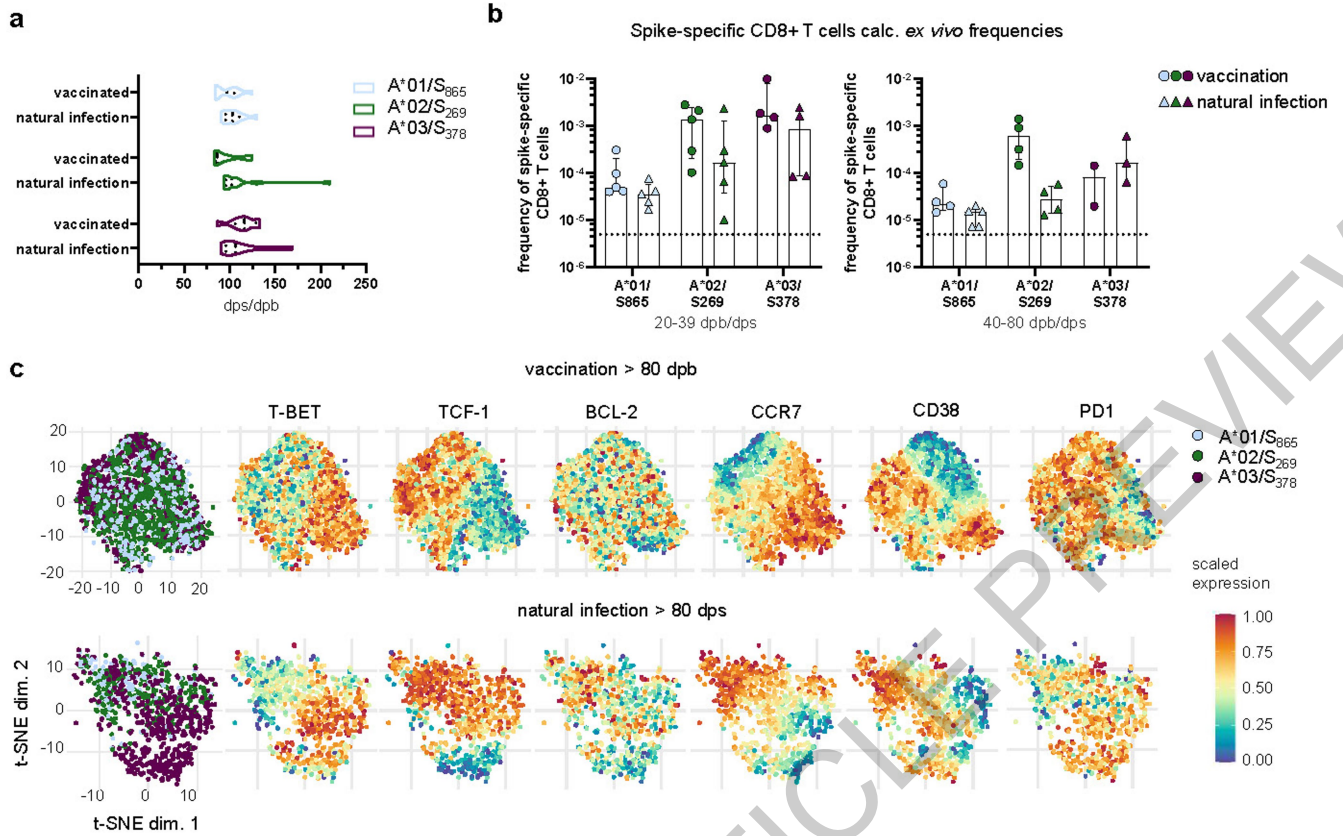 a
vaccinated
natural infection
vaccinated
natural infection
vaccinated
natural infection
0 50 75 100 150 200 250
dps/dpb
A*01/S865
A*02/S269
A*03/S378
b
Spike-specific CD8+ T cells calc. ex vivo frequencies
frequency of spike-specific
CD8+ T cells
10-2
10-3
10-4
10-5
10-6
A*01/
S865
A*02/
S269
A*03/
S378
20-39 dpb/dps
frequency of spike-specific
CD8+ T cells
10-2
10-3
10-4
10-5
10-6
A*01/
S865
A*02/
S269
A*03/
S378
40-80 dpb/dps
vaccination
natural infection
c
vaccination > 80 dpb
T-BET TCF-1 BCL-2 CCR7 CD38 PD1
20
10
0
-10
-20
-20 -10 0 10 20
A*01/S865
A*02/S269
A*03/S378
natural infection > 80 dps
t-SNE dim. 2
10
0
-10
-10 0 10
t-SNE dim. 1
scaled
expression
1.00
0.75
0.50
0.25
0.00
ARTICLE PREVIEW